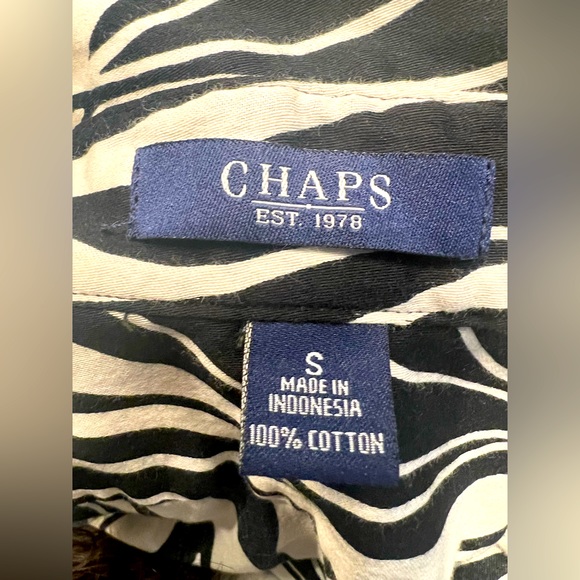 CHAPS
EST. 1978
S
MADE IN
INDONESIA
100% COTTON